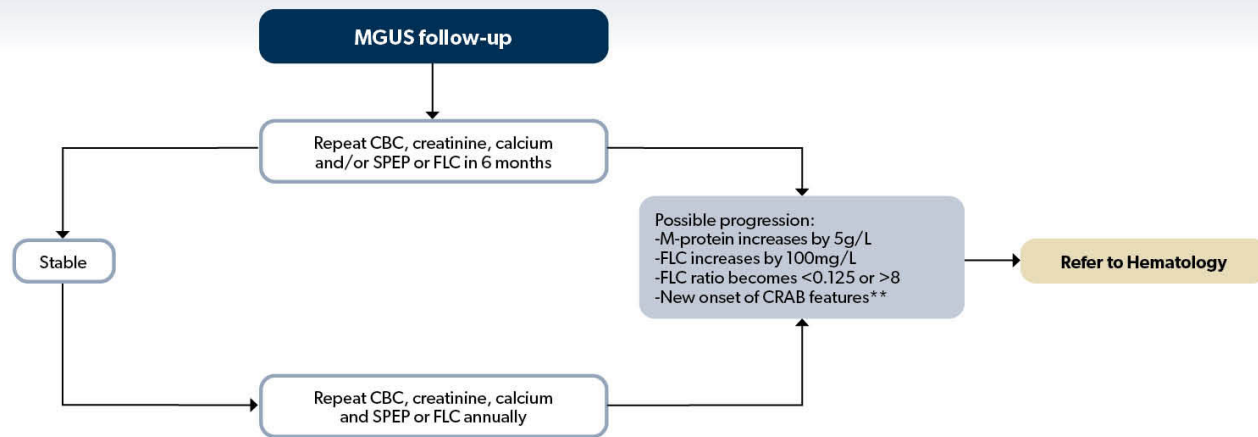 MGUS follow-up
Repeat CBC, creatinine, calcium
and/or SPEP or FLC in 6 months
Stable
Possible progression:
-M-protein increases by 5g/L
-FLC increases by 100mg/L
-FLC ratio becomes <0.125 or >8
-New onset of CRAB features**
Refer to Hematology
Repeat CBC, creatinine, calcium
and SPEP or FLC annually